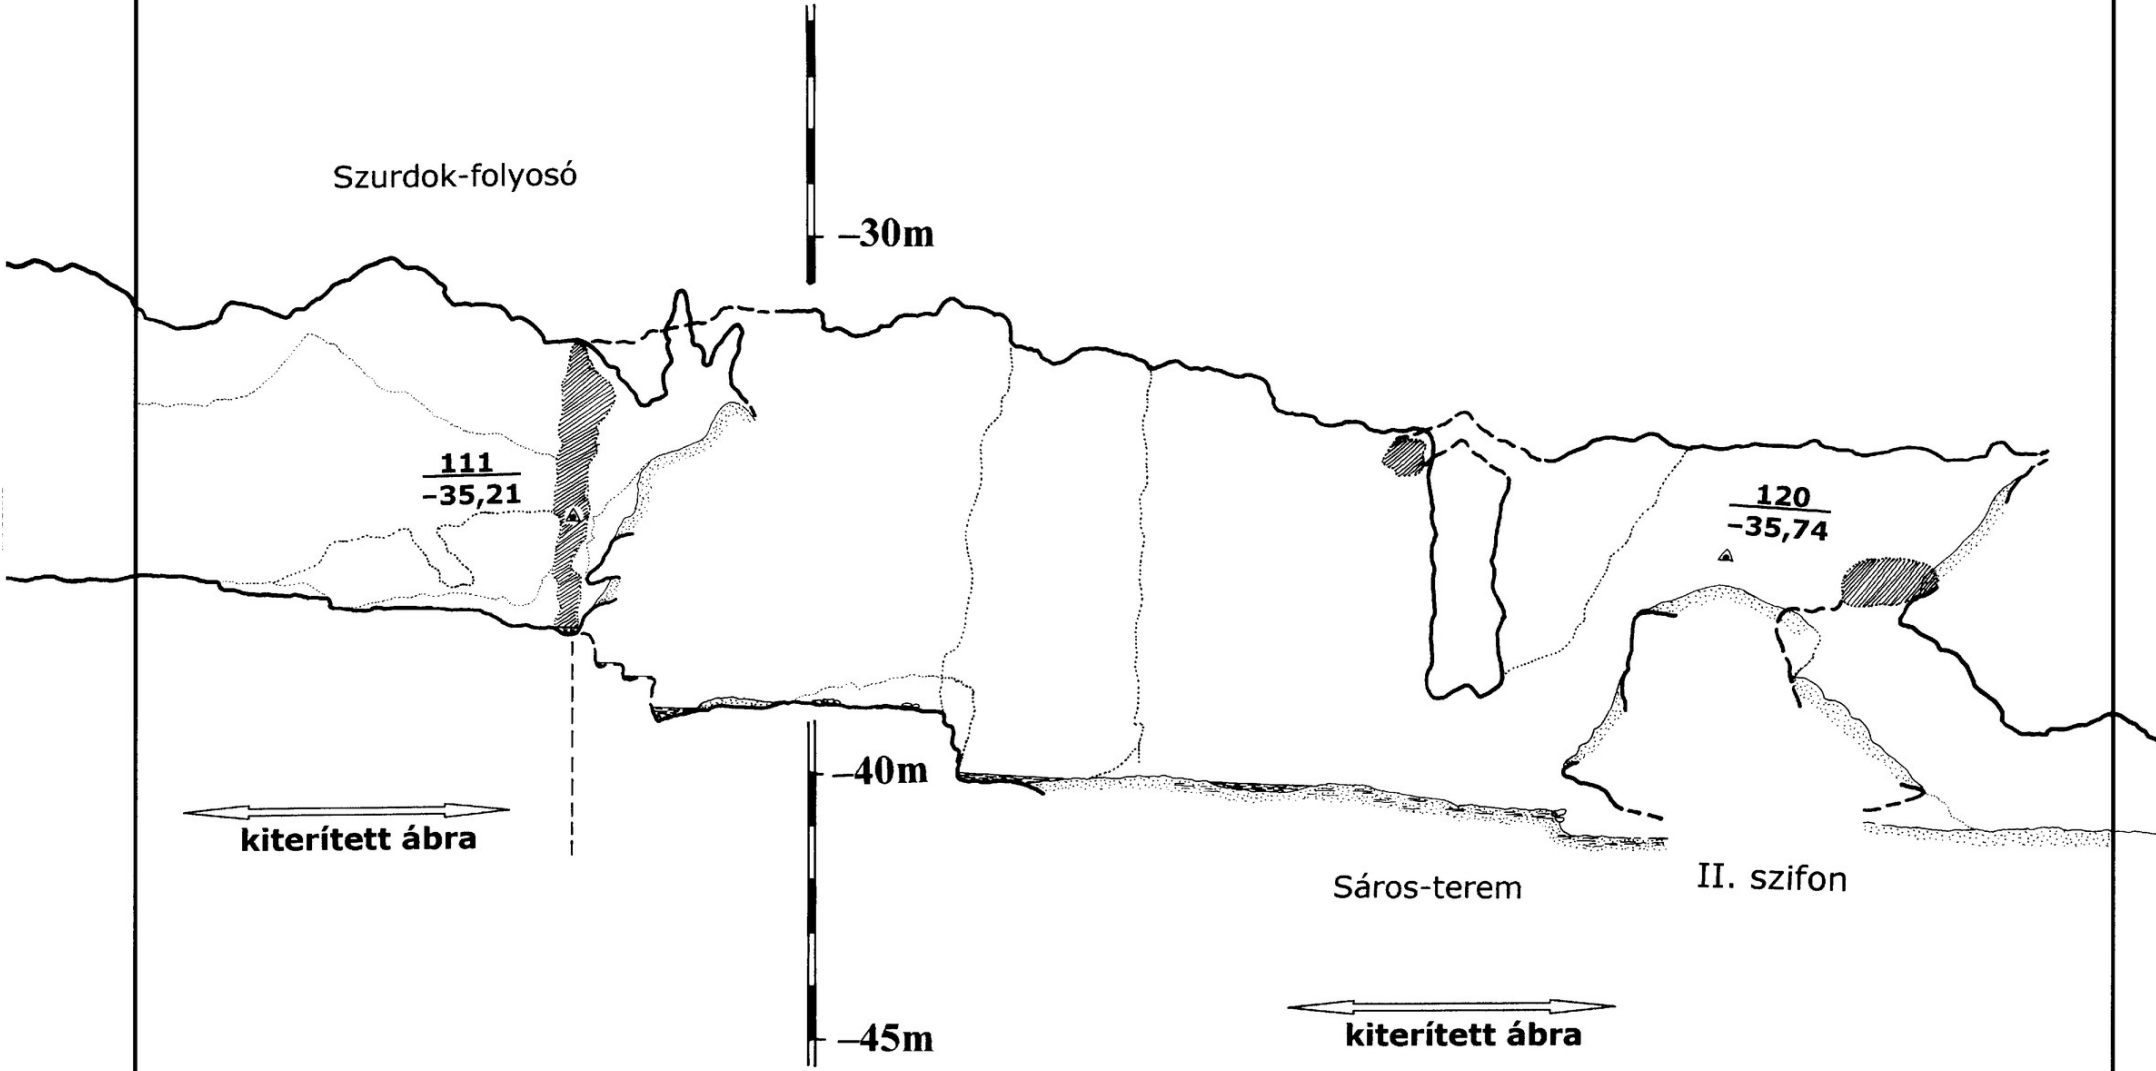 Szurdok-folyosó
–30m
111
–35,21
120
–35,74
–40m
kiterített ábra
Sáros-terem
II. szifon
–45m
kiterített ábra